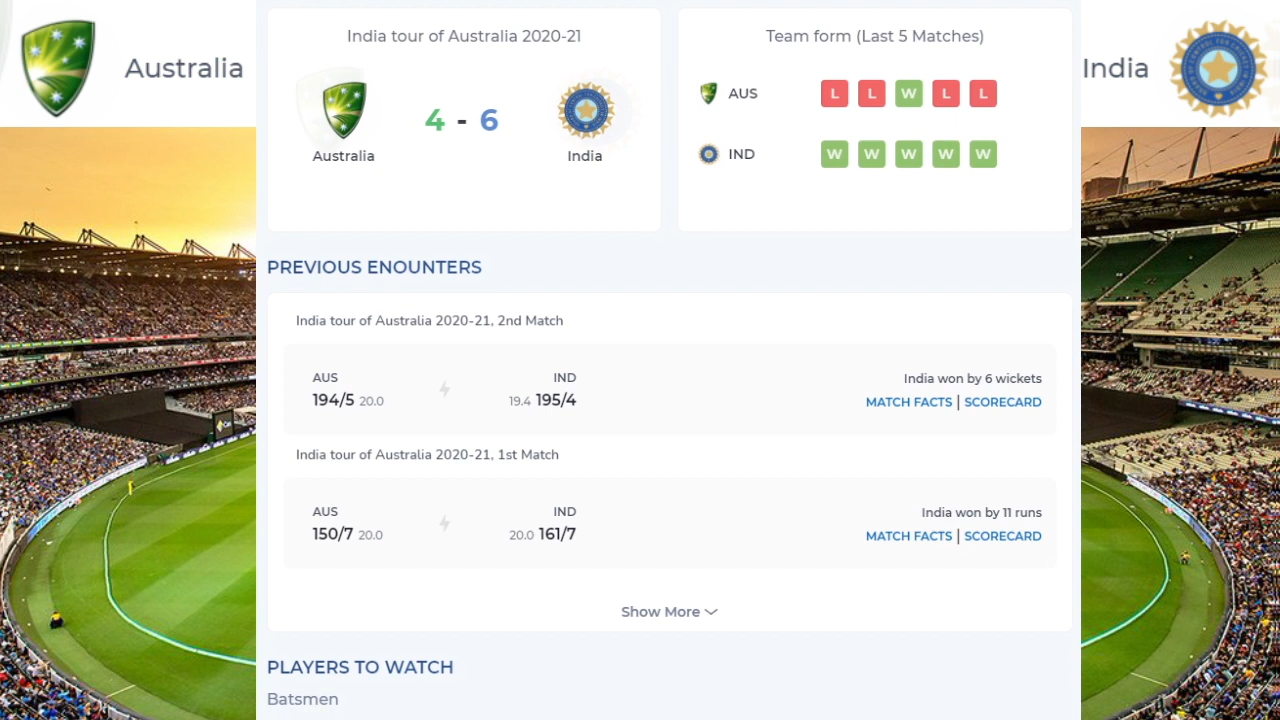 Australia
India tour of Australia 2020-21
4 - 6
Australia
India
Team form (Last 5 Matches)
AUS L L W L L
IND W W W W W
India
PREVIOUS ENOUNTERS
India tour of Australia 2020-21, 2nd Match
AUS
194/5 20.0
IND
19.4 195/4
India won by 6 wickets
MATCH FACTS | SCORECARD
India tour of Australia 2020-21, 1st Match
AUS
150/7 20.0
IND
20.0 161/7
India won by 11 runs
MATCH FACTS | SCORECARD
Show More
PLAYERS TO WATCH
Batsmen